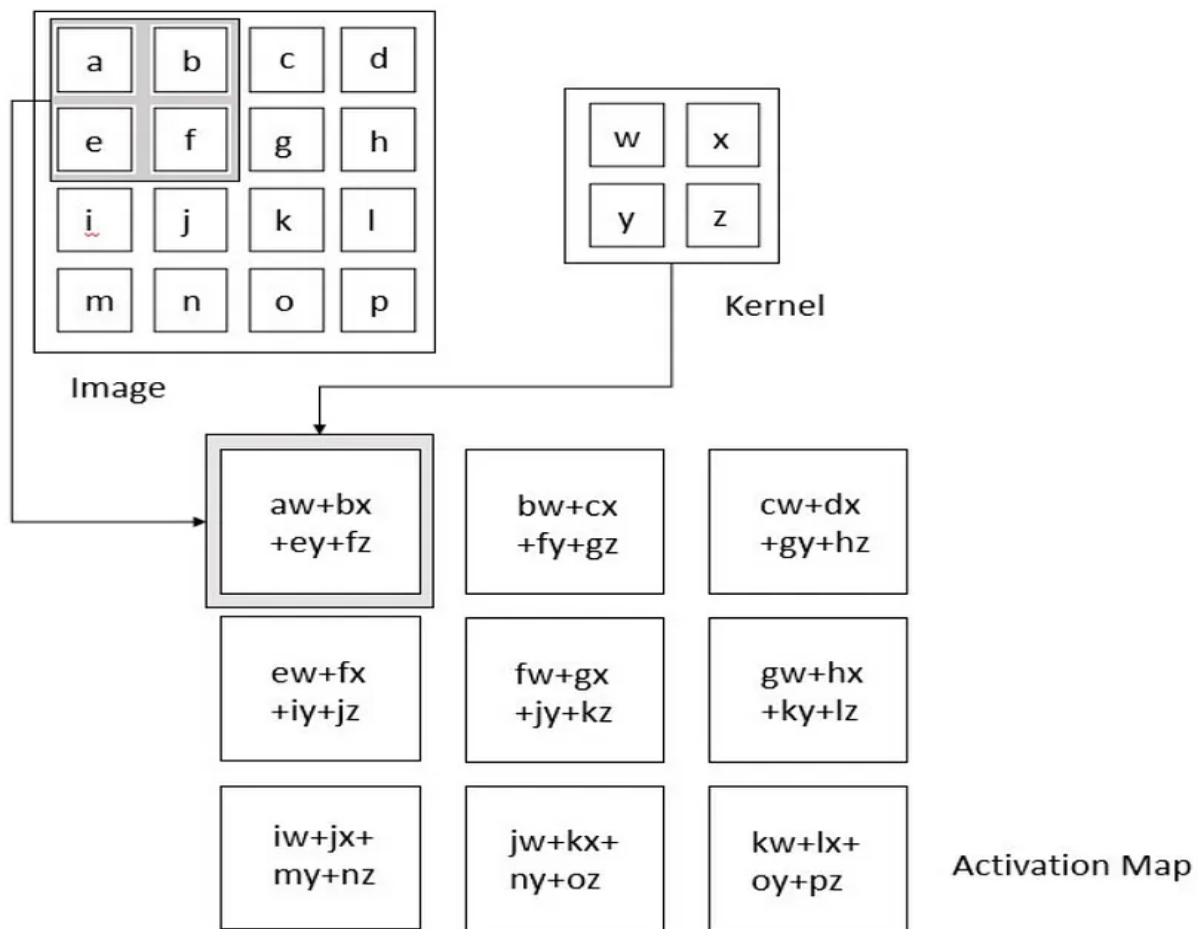 a b c d
e f g h
i j k l
m n o p
Image
w x
y z
Kernel
aw+bx
+ey+fz
bw+cx
+fy+gz
cw+dx
+gy+hz
ew+fx
+iy+jz
fw+gx
+jy+kz
gw+hx
+ky+lz
iw+jx+
my+nz
jw+kx+
ny+oz
kw+lx+
oy+pz
Activation Map